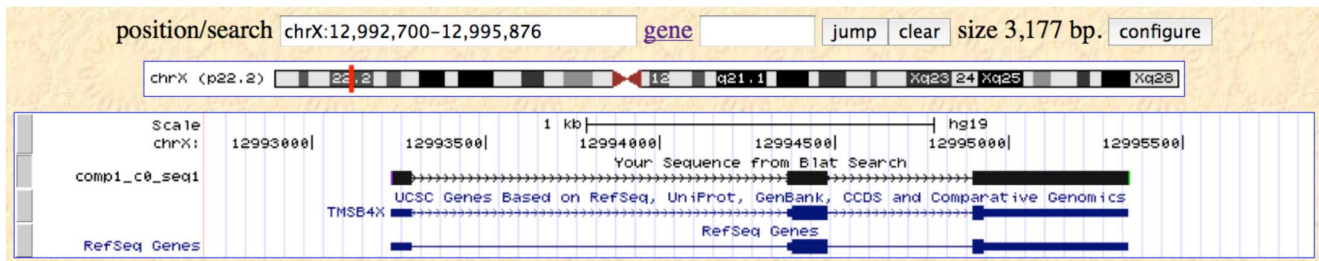 position/search chrX:12,992,700-12,995,876 gene jump clear size 3,177 bp. configure
chrX (p22.2) 22.2 12 q21.1 Xq23 24 Xq25 Xq28
Scale 1 kb hg19
chrX: 12993000 12993500 12994000 12994500 12995000 12995500
Your Sequence from Blat Search
comp1_c0_seq1
UCSC Genes Based on RefSeq, UniProt, GenBank, CCDS and Comparative Genomics
TMSB4X
RefSeq Genes
RefSeq Genes